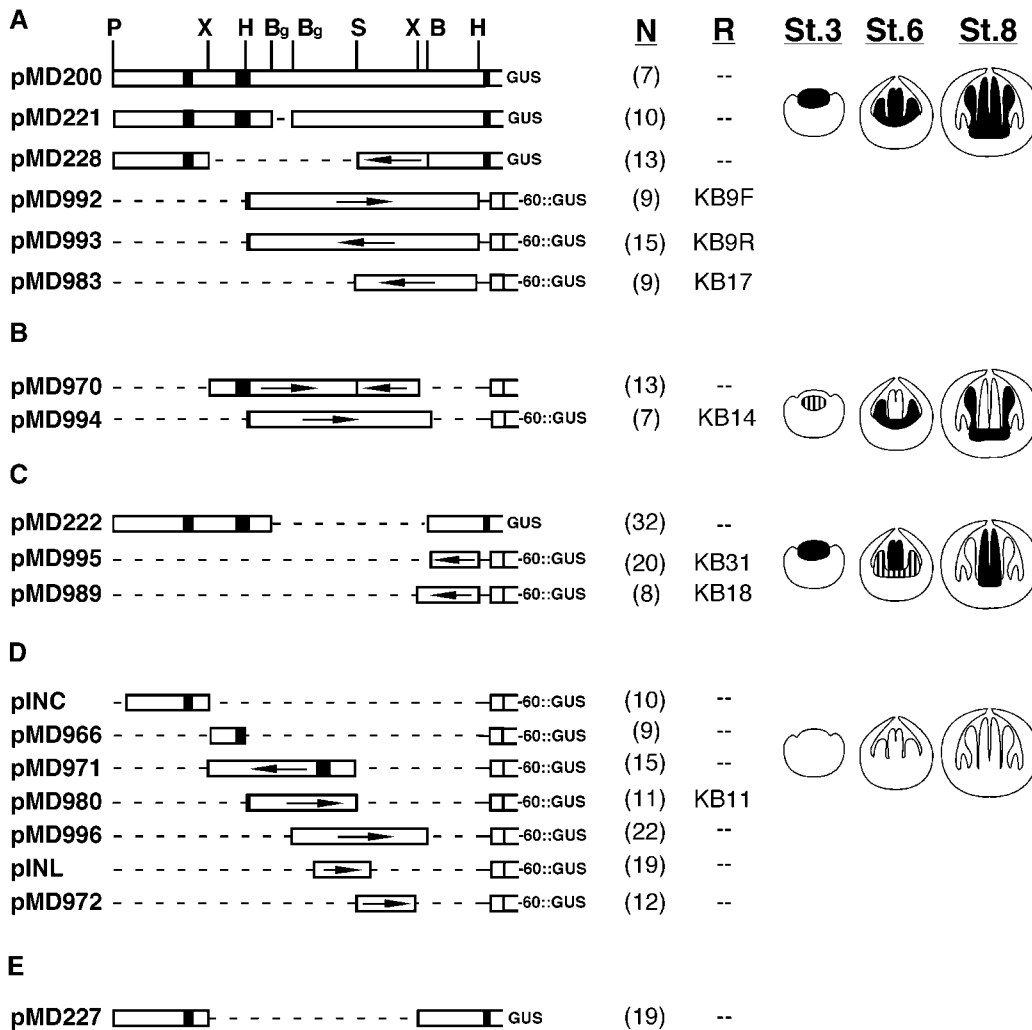 A
P X H Bg Bg S X B H N R St.3 St.6 St.8
pMD200 GUS (7) --
pMD221 GUS (10) --
pMD228 GUS (13) --
pMD992 -60::GUS (9) KB9F
pMD993 -60::GUS (15) KB9R
pMD983 -60::GUS (9) KB17
B
pMD970 (13) --
pMD994 -60::GUS (7) KB14
C
pMD222 GUS (32) --
pMD995 -60::GUS (20) KB31
pMD989 -60::GUS (8) KB18
D
pINC -60::GUS (10) --
pMD966 -60::GUS (9) --
pMD971 -60::GUS (15) --
pMD980 -60::GUS (11) KB11
pMD996 -60::GUS (22) --
pINL -60::GUS (19) --
pMD972 -60::GUS (12) --
E
pMD227 GUS (19) --